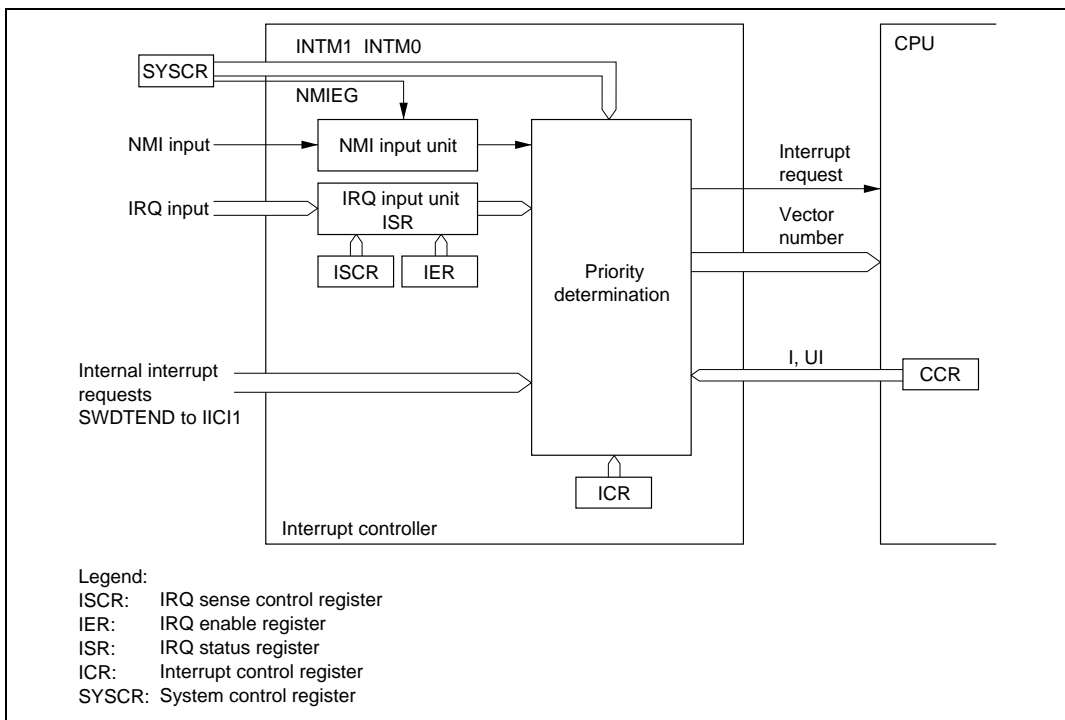 INTM1 INTM0
CPU
SYSCR
NMIEG
NMI input
NMI input unit
Interrupt
request
IRQ input
IRQ input unit
ISR
Vector
number
ISCR
IER
Priority
determination
Internal interrupt
requests
SWDTEND to IICI1
I, UI
CCR
ICR
Interrupt controller
Legend:
ISCR: IRQ sense control register
IER: IRQ enable register
ISR: IRQ status register
ICR: Interrupt control register
SYSCR: System control register